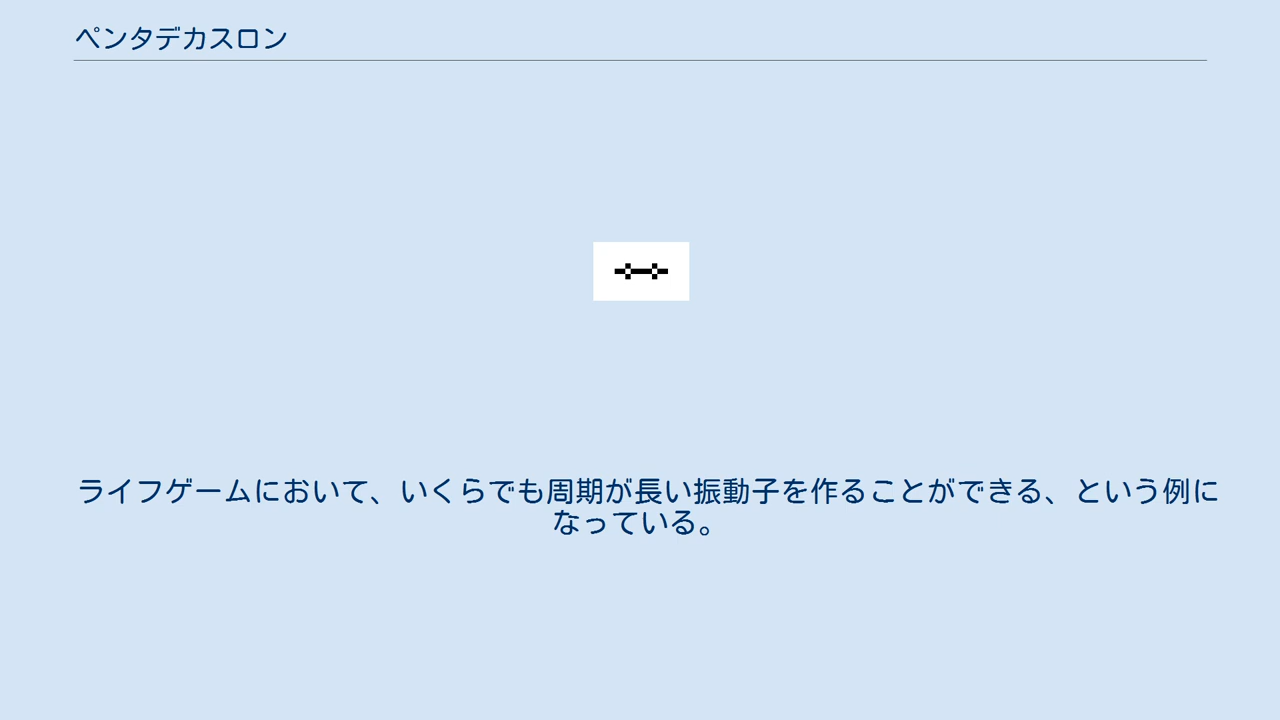 ペンタデカスロン
ライフゲームにおいて、いくらでも周期が長い振動子を作ることができる、という例に
なっている。